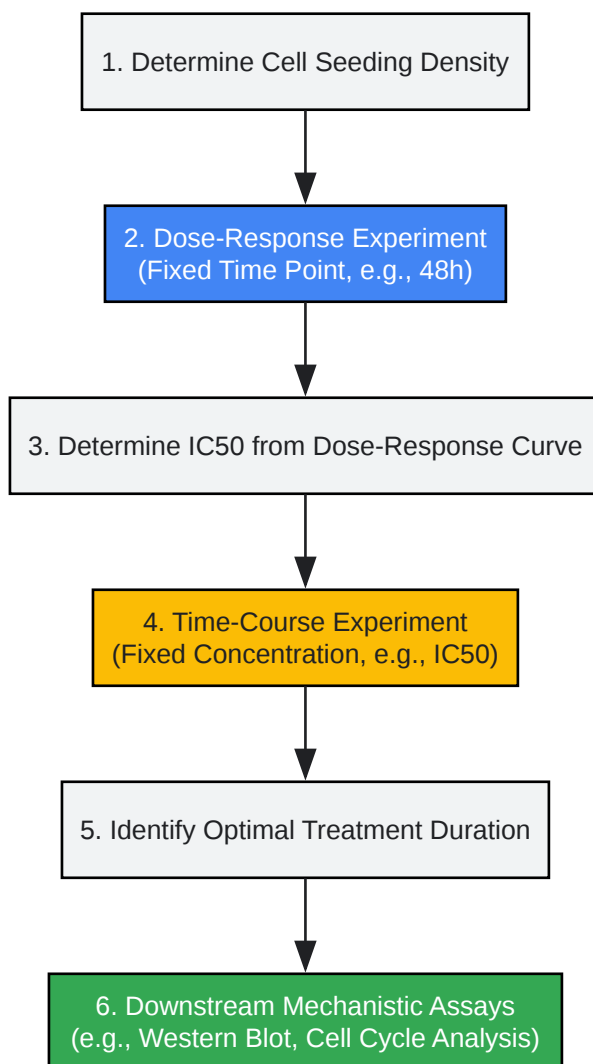 1. Determine Cell Seeding Density
2. Dose-Response Experiment
(Fixed Time Point, e.g., 48h)
3. Determine IC50 from Dose-Response Curve
4. Time-Course Experiment
(Fixed Concentration, e.g., IC50)
5. Identify Optimal Treatment Duration
6. Downstream Mechanistic Assays
(e.g., Western Blot, Cell Cycle Analysis)